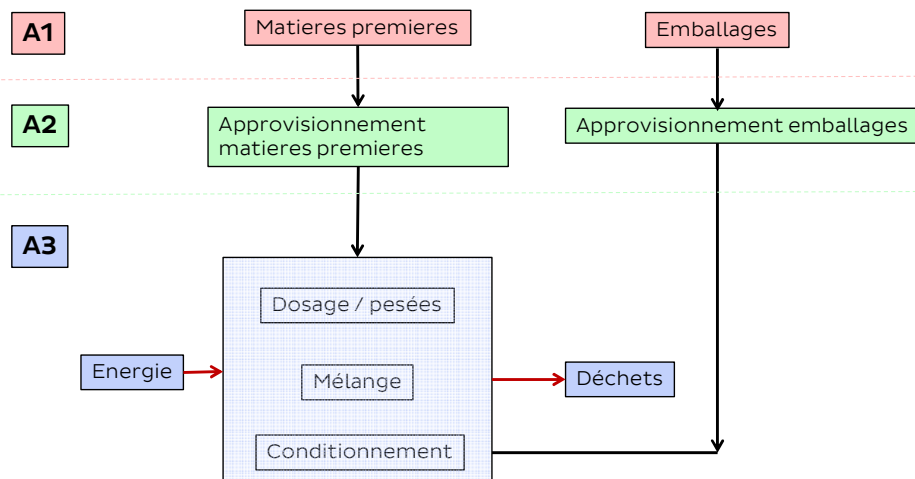 A1
Matieres premieres
Emballages
A2
Approvisionnement
matieres premieres
Approvisionnement emballages
A3
Dosage / pesées
Energie
Mélange
Déchets
Conditionnement